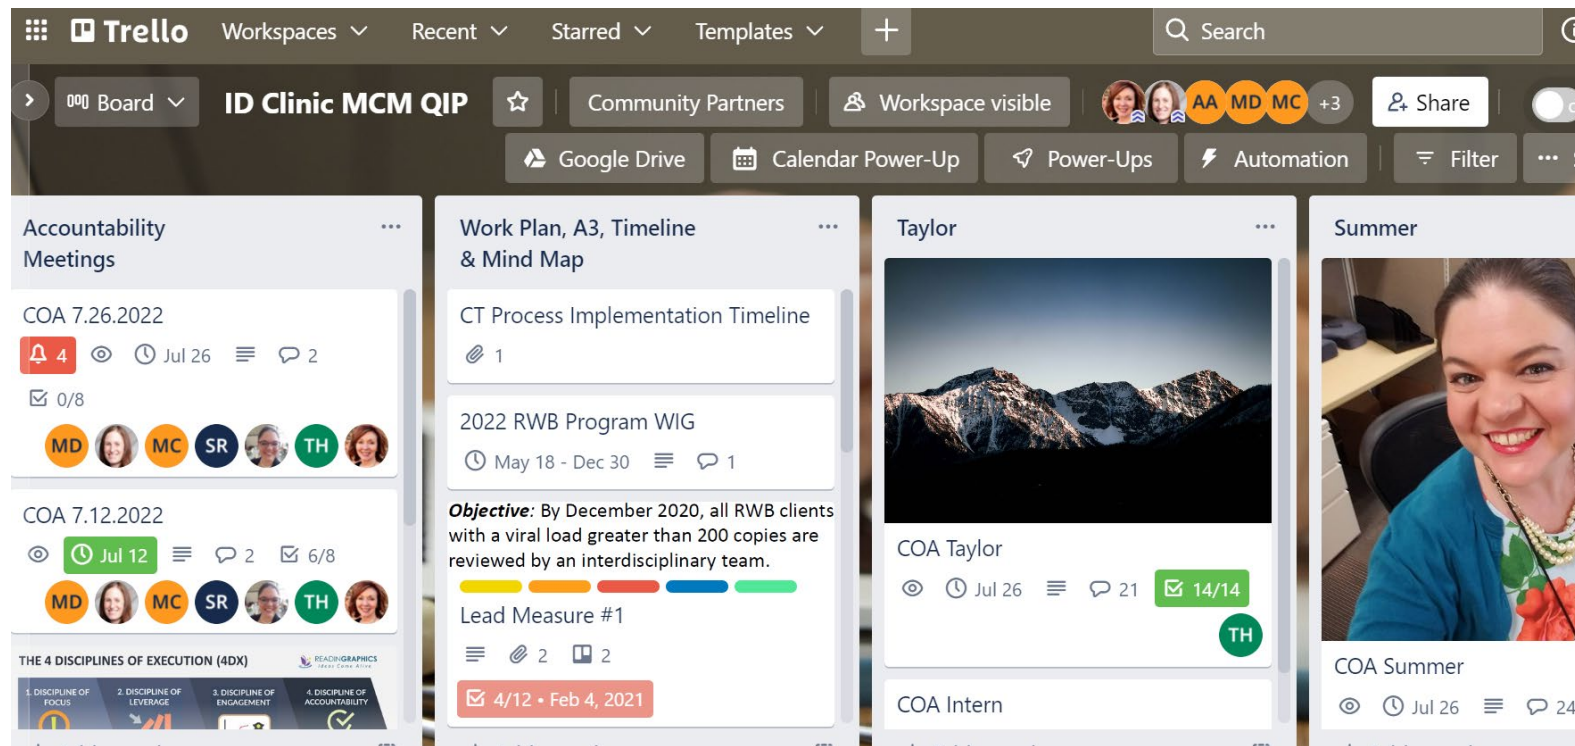 Trello Workspaces Recent Starred Templates + Search
Board ID Clinic MCM QIP Community Partners Workspace visible AA MD MC +3 Share
Google Drive Calendar Power-Up Power-Ups Automation Filter
Accountability
Meetings
COA 7.26.2022
4 Jul 26 2
0/8
MD MC SR TH
COA 7.12.2022
Jul 12 2 6/8
MD MC SR TH
THE 4 DISCIPLINES OF EXECUTION (4DX) READINGRAPHICS
Ideas Come Alive
1. DISCIPLINE OF 2. DISCIPLINE OF 3. DISCIPLINE OF 4. DISCIPLINE OF
FOCUS LEVERAGE ENGAGEMENT ACCOUNTABILITY
Work Plan, A3, Timeline
& Mind Map
CT Process Implementation Timeline
1
2022 RWB Program WIG
May 18 - Dec 30 1
Objective: By December 2020, all RWB clients
with a viral load greater than 200 copies are
reviewed by an interdisciplinary team.
Lead Measure #1
2 2
4/12 • Feb 4, 2021
Taylor
COA Taylor
Jul 26 21 14/14
TH
COA Intern
Summer
COA Summer
Jul 26 24